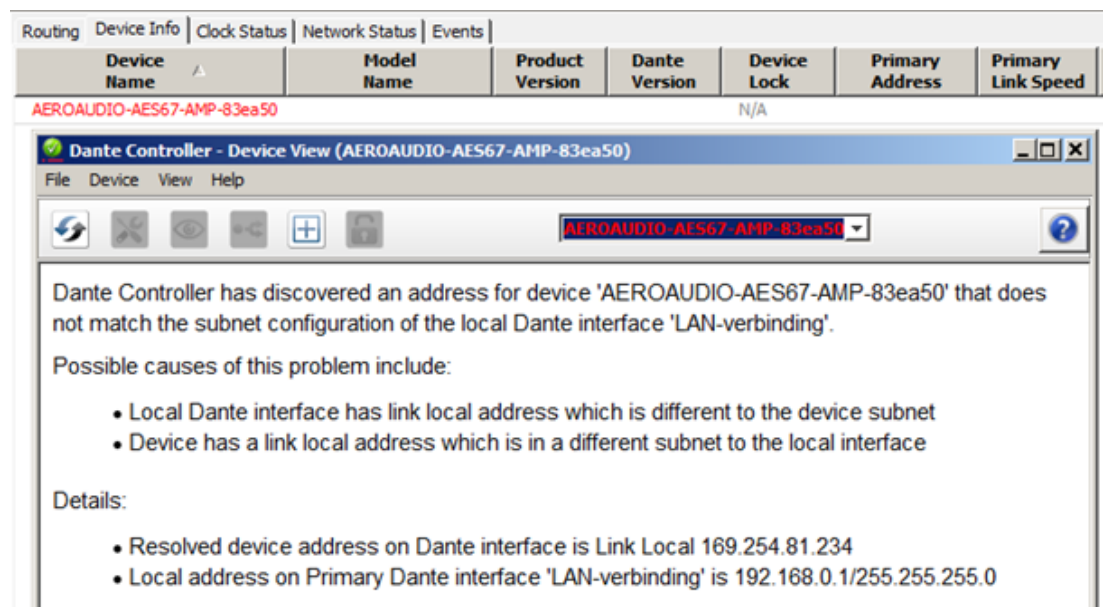 Routing Device Info Clock Status Network Status Events
Device Name Model Name Product Version Dante Version Device Lock Primary Address Primary Link Speed
AEROAUDIO-AES67-AMP-83ea50 N/A
Dante Controller - Device View (AEROAUDIO-AES67-AMP-83ea50)
File Device View Help
AEROAUDIO-AES67-AMP-83ea50
Dante Controller has discovered an address for device 'AEROAUDIO-AES67-AMP-83ea50' that does
not match the subnet configuration of the local Dante interface 'LAN-verbinding'.
Possible causes of this problem include:
• Local Dante interface has link local address which is different to the device subnet
• Device has a link local address which is in a different subnet to the local interface
Details:
• Resolved device address on Dante interface is Link Local 169.254.81.234
• Local address on Primary Dante interface 'LAN-verbinding' is 192.168.0.1/255.255.255.0